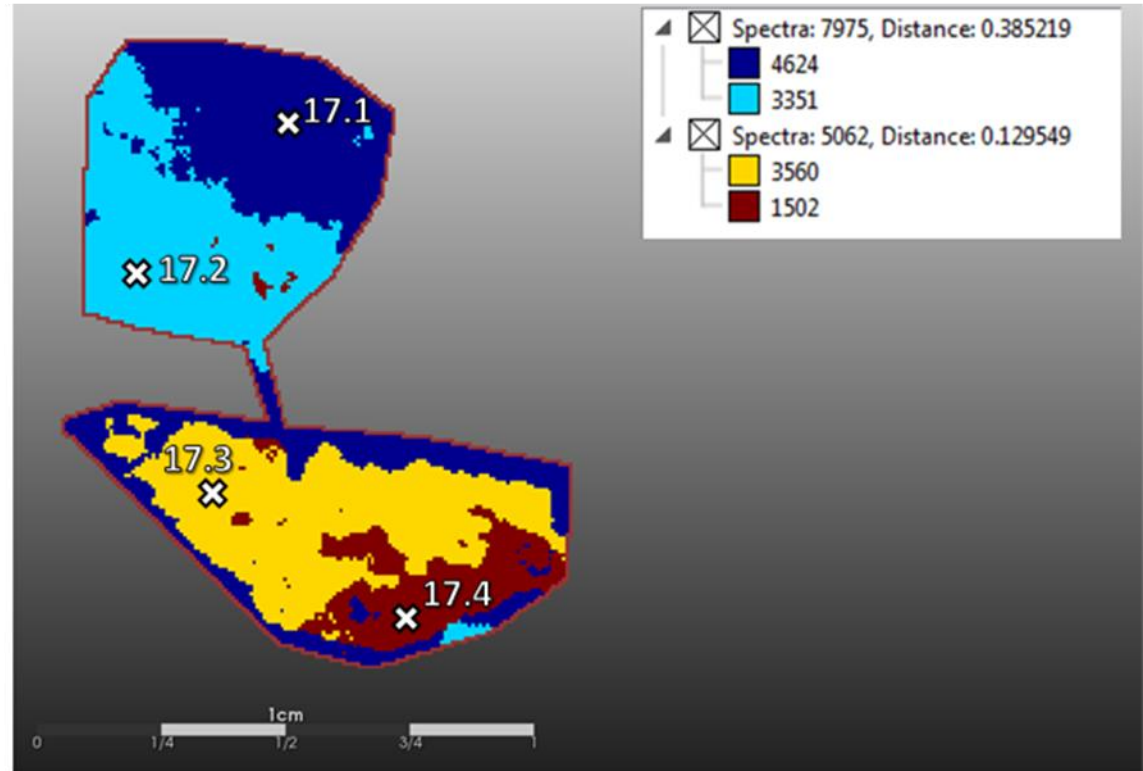 Spectra: 7975, Distance: 0.385219
4624
3351
Spectra: 5062, Distance: 0.129549
3560
1502
17.1
17.2
17.3
17.4
1cm
0 1/4 1/2 3/4 1